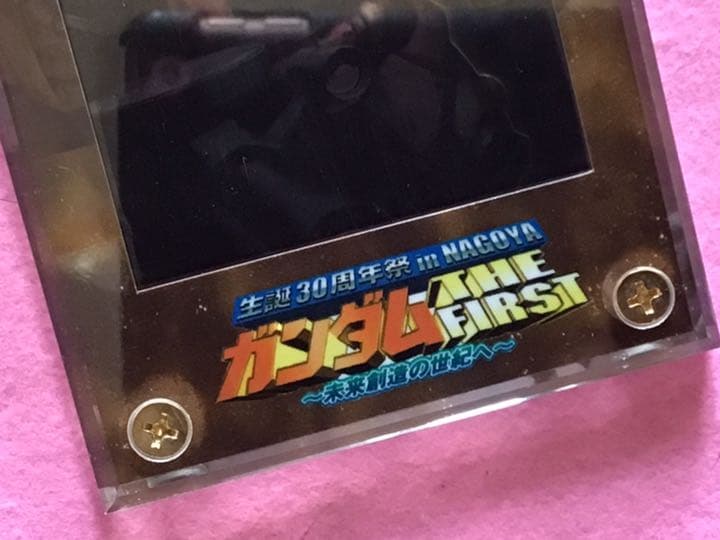 生誕30周年祭 in NAGOYA
ガンダム THE FIRST
～未来創造の世紀へ～